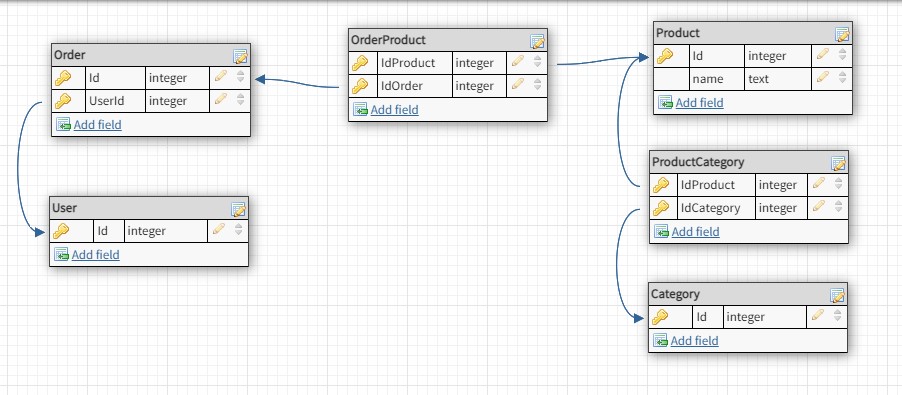 Order
Id integer
UserId integer
Add field
User
Id integer
Add field
OrderProduct
IdProduct integer
IdOrder integer
Add field
Product
Id integer
name text
Add field
ProductCategory
IdProduct integer
IdCategory integer
Add field
Category
Id integer
Add field